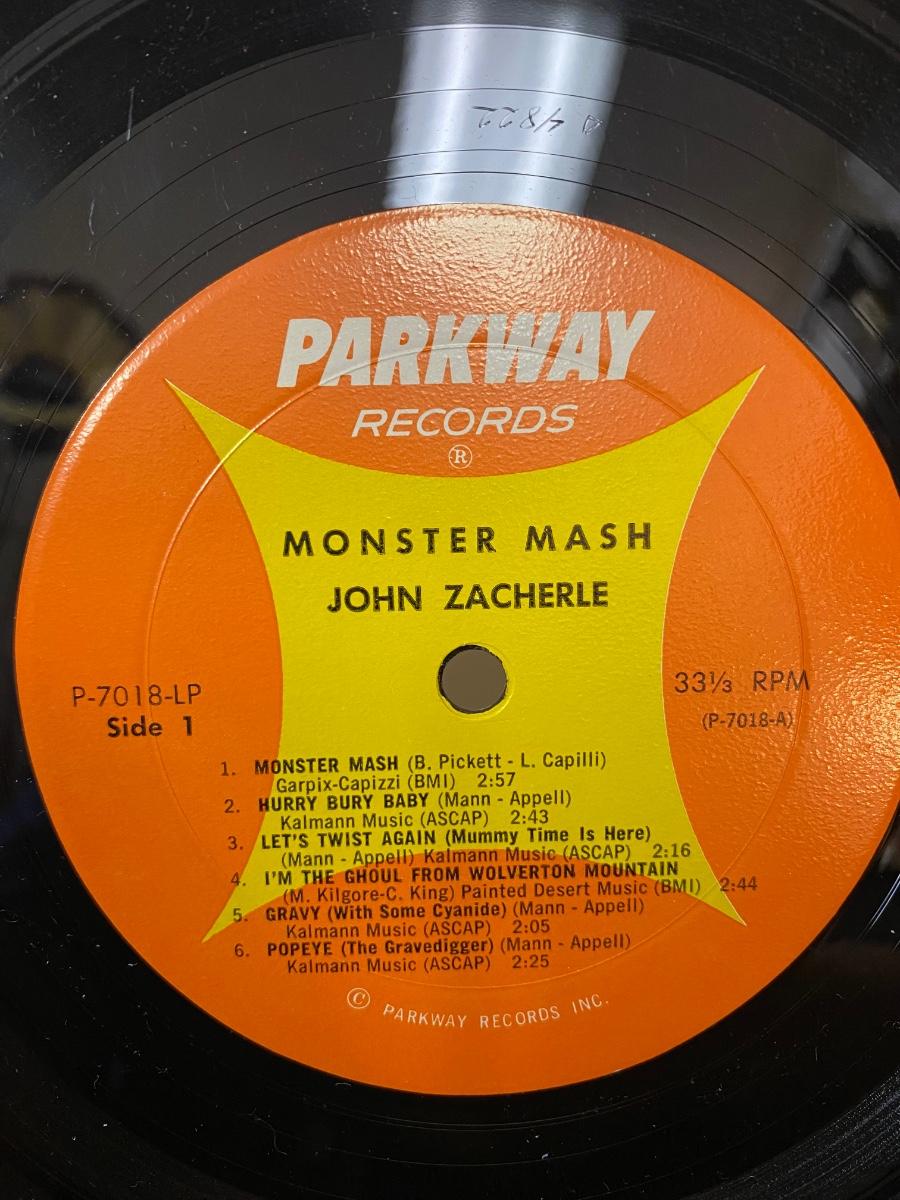 A 4822
PARKWAY
RECORDS
®
MONSTER MASH
JOHN ZACHERLE
P-7018-LP
Side 1
33⅓ RPM
(P-7018-A)
1. MONSTER MASH (B. Pickett - L. Capilli)
Garpix-Capizzi (BMI) 2:57
2. HURRY BURY BABY (Mann - Appell)
Kalmann Music (ASCAP) 2:43
3. LET'S TWIST AGAIN (Mummy Time Is Here)
(Mann - Appell) Kalmann Music (ASCAP) 2:16
4. I'M THE GHOUL FROM WOLVERTON MOUNTAIN
(M. Kilgore-C. King) Painted Desert Music (BMI) 2:44
5. GRAVY (With Some Cyanide) (Mann - Appell)
Kalmann Music (ASCAP) 2:05
6. POPEYE (The Gravedigger) (Mann - Appell)
Kalmann Music (ASCAP) 2:25
© PARKWAY RECORDS INC.